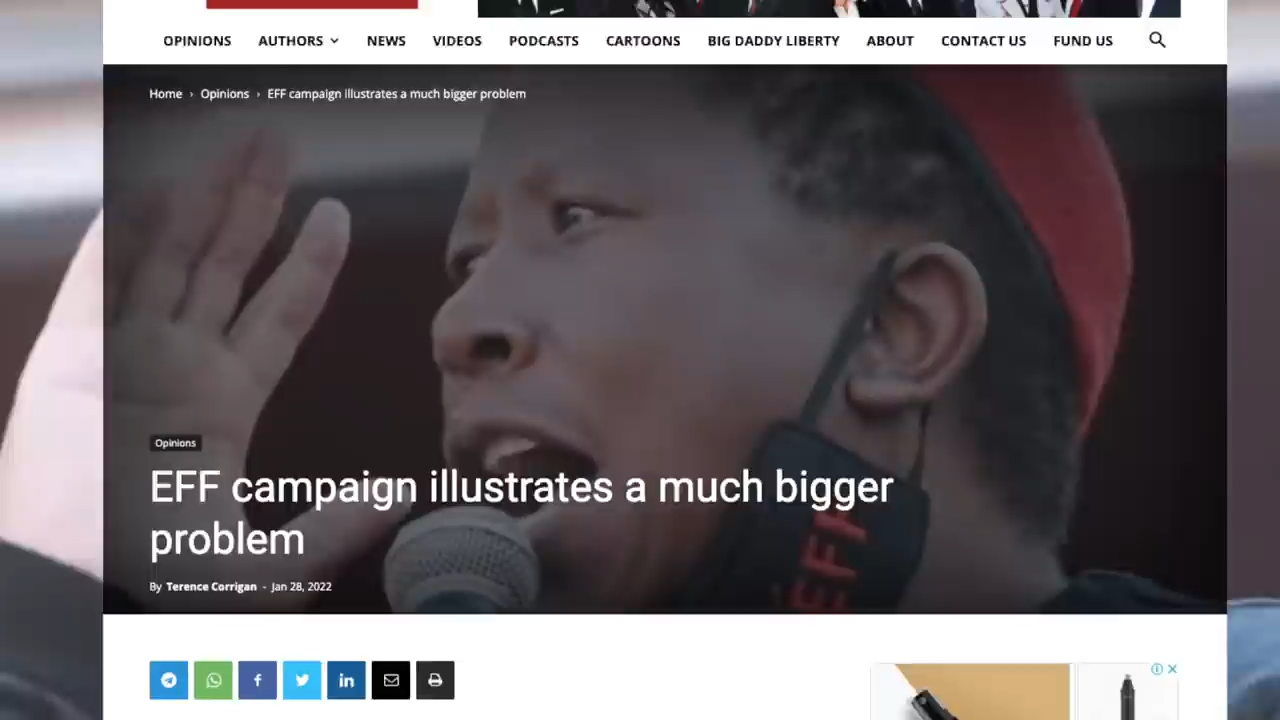 OPINIONS AUTHORS NEWS VIDEOS PODCASTS CARTOONS BIG DADDY LIBERTY ABOUT CONTACT US FUND US
Home › Opinions › EFF campaign illustrates a much bigger problem
Opinions
EFF campaign illustrates a much bigger
problem
By Terence Corrigan - Jan 28, 2022
EFF